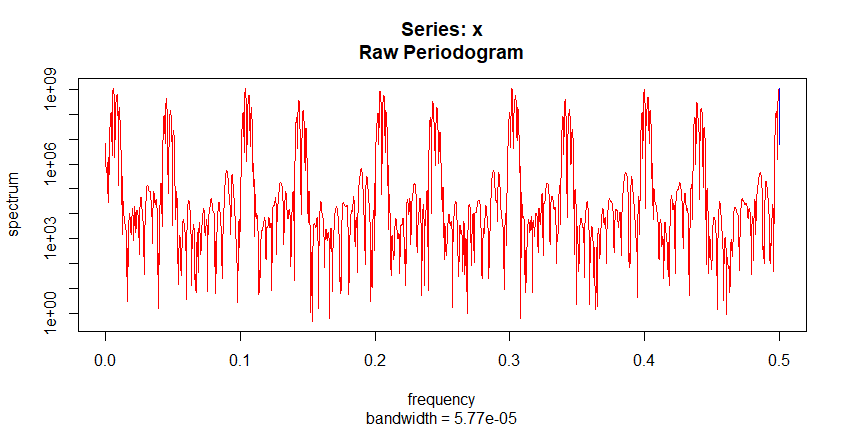 Series: x
Raw Periodogram
spectrum
1e+09
1e+06
1e+03
1e+00
0.0 0.1 0.2 0.3 0.4 0.5
frequency
bandwidth = 5.77e-05